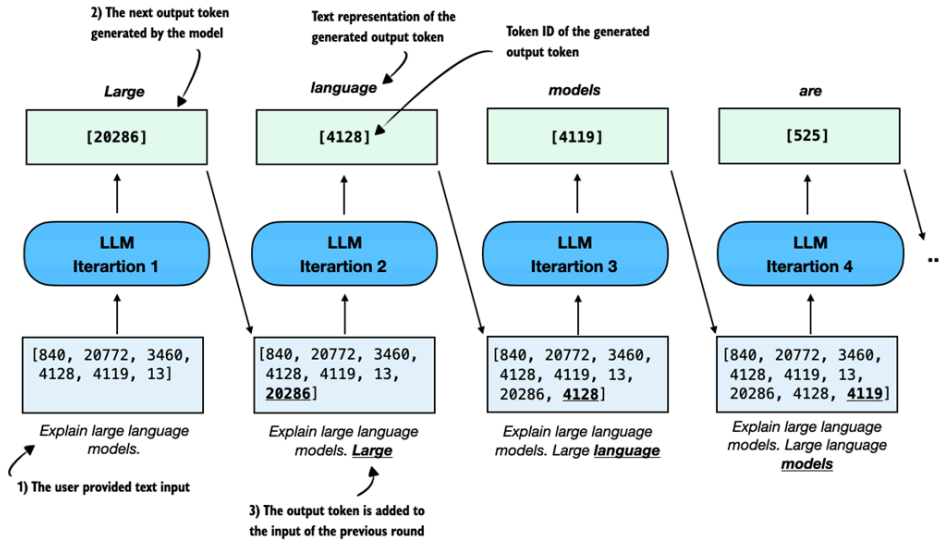 2) The next output token
generated by the model
Text representation of the
generated output token
Token ID of the generated
output token
Large
language
models
are
[20286]
[4128]
[4119]
[525]
LLM
Iterartion 1
LLM
Iterartion 2
LLM
Iterartion 3
LLM
Iterartion 4
..
[840, 20772, 3460,
4128, 4119, 13]
[840, 20772, 3460,
4128, 4119, 13,
20286]
[840, 20772, 3460,
4128, 4119, 13,
20286, 4128]
[840, 20772, 3460,
4128, 4119, 13,
20286, 4128, 4119]
Explain large language
models.
Explain large language
models. Large
Explain large language
models. Large language
Explain large language
models. Large language
models
1) The user provided text input
3) The output token is added to
the input of the previous round